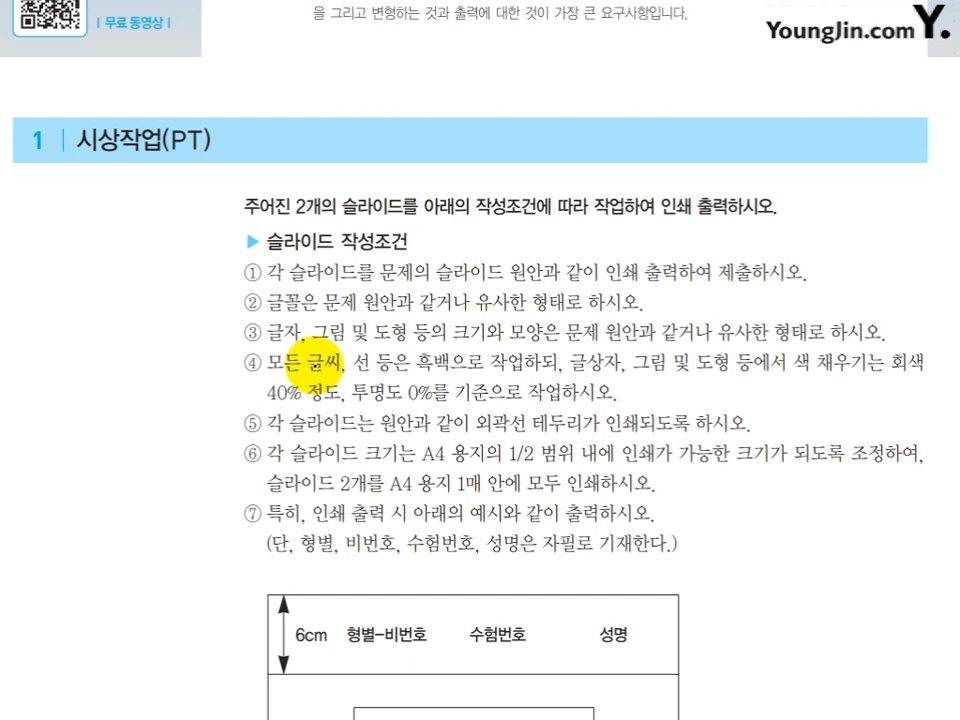 을 그리고 변형하는 것과 출력에 대한 것이 가장 큰 요구사항입니다.
| 무료 동영상 |
YoungJin.com Y.
1 | 시상작업(PT)
주어진 2개의 슬라이드를 아래의 작성조건에 따라 작업하여 인쇄 출력하시오.
▶ 슬라이드 작성조건
① 각 슬라이드를 문제의 슬라이드 원안과 같이 인쇄 출력하여 제출하시오.
② 글꼴은 문제 원안과 같거나 유사한 형태로 하시오.
③ 글자, 그림 및 도형 등의 크기와 모양은 문제 원안과 같거나 유사한 형태로 하시오.
④ 모든 글씨, 선 등은 흑백으로 작업하되, 글상자, 그림 및 도형 등에서 색 채우기는 회색
40% 정도, 투명도 0%를 기준으로 작업하시오.
⑤ 각 슬라이드는 원안과 같이 외곽선 테두리가 인쇄되도록 하시오.
⑥ 각 슬라이드 크기는 A4 용지의 1/2 범위 내에 인쇄가 가능한 크기가 되도록 조정하여,
슬라이드 2개를 A4 용지 1매 안에 모두 인쇄하시오.
⑦ 특히, 인쇄 출력 시 아래의 예시와 같이 출력하시오.
(단, 형별, 비번호, 수험번호, 성명은 자필로 기재한다.)
6cm 형별-비번호 수험번호 성명